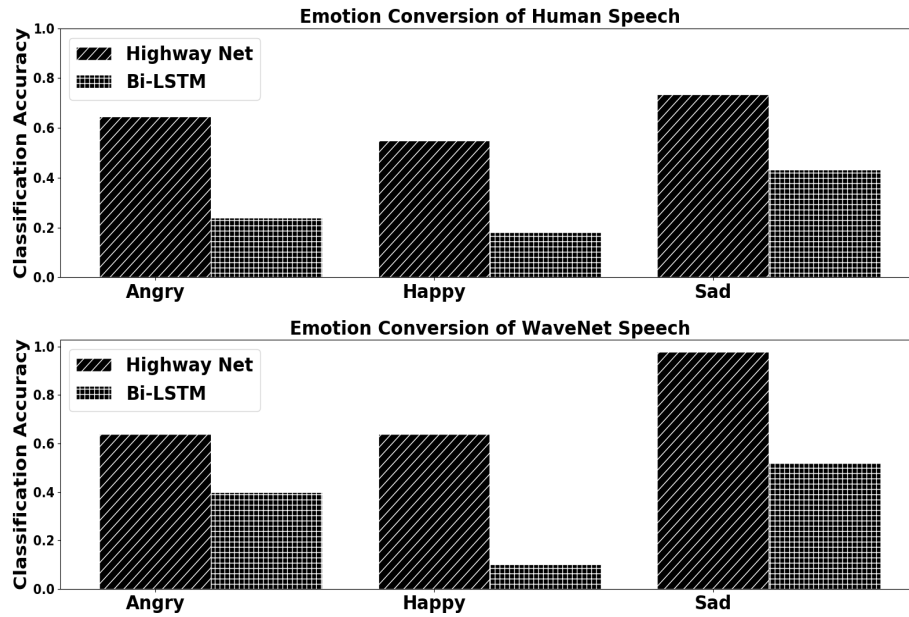 Emotion Conversion of Human Speech
Classification Accuracy
1.0
0.8
0.6
0.4
0.2
0.0
Highway Net
Bi-LSTM
Angry Happy Sad
Emotion Conversion of WaveNet Speech
Classification Accuracy
1.0
0.8
0.6
0.4
0.2
0.0
Highway Net
Bi-LSTM
Angry Happy Sad